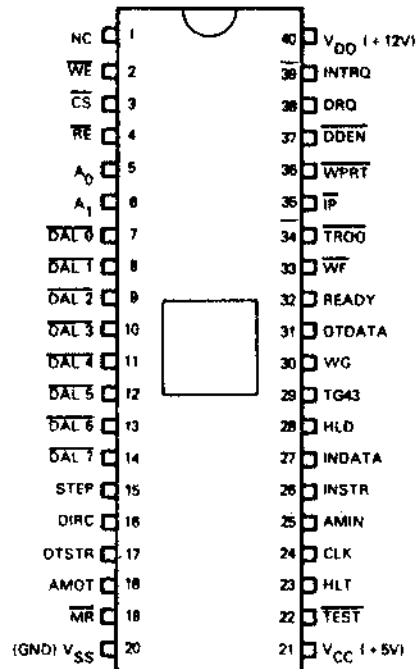 NC 1 40 VDD (+12V)
WE 2 39 INTRQ
CS 3 38 DRQ
RE 4 37 DDEN
A0 5 36 WPRT
A1 6 35 IP
DAL 0 7 34 TR00
DAL 1 8 33 WF
DAL 2 9 32 READY
DAL 3 10 31 OTDATA
DAL 4 11 30 WG
DAL 5 12 29 TG43
DAL 6 13 28 HLD
DAL 7 14 27 INDATA
STEP 15 26 INSTR
DIRC 16 25 AMIN
OTSTR 17 24 CLK
AMOT 18 23 HLT
MR 19 22 TEST
(GND) VSS 20 21 VCC (+5V)